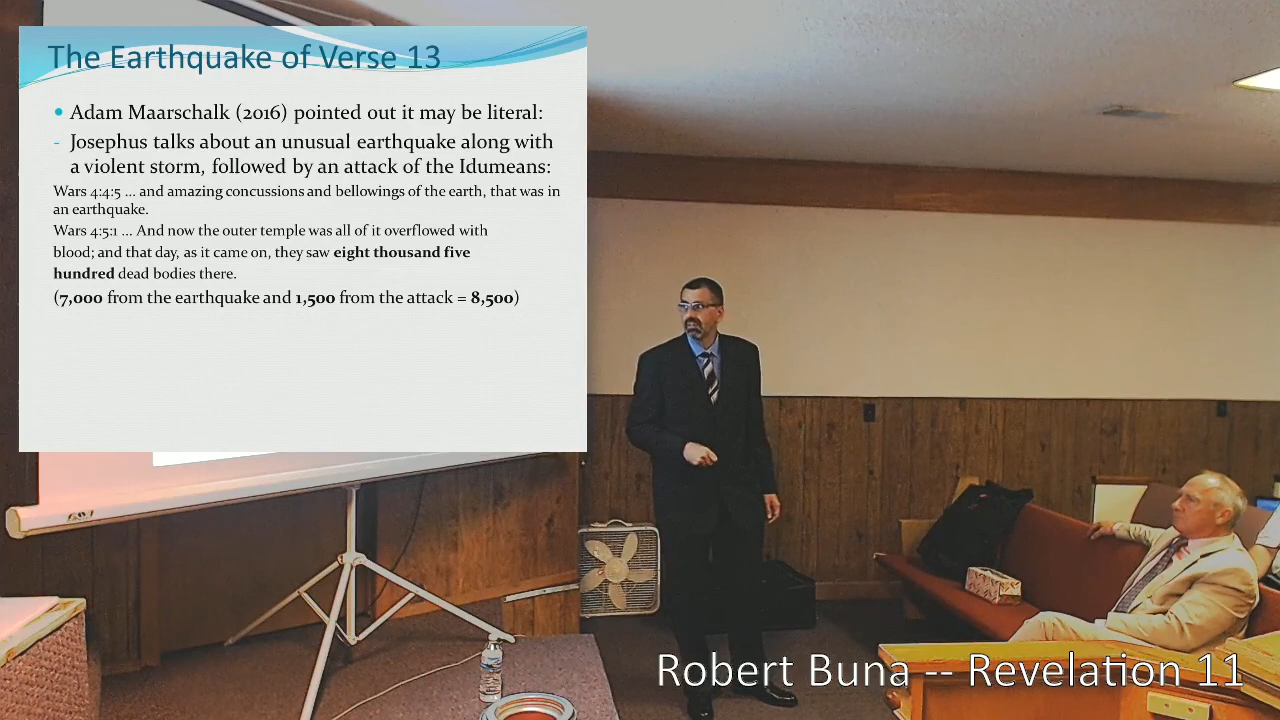 The Earthquake of Verse 13
• Adam Maarschalk (2016) pointed out it may be literal:
- Josephus talks about an unusual earthquake along with
a violent storm, followed by an attack of the Idumeans:
Wars 4:4:5 ... and amazing concussions and bellowings of the earth, that was in
an earthquake.
Wars 4:5:1 ... And now the outer temple was all of it overflowed with
blood; and that day, as it came on, they saw eight thousand five
hundred dead bodies there.
(7,000 from the earthquake and 1,500 from the attack = 8,500)
Robert Buna -- Revelation 11